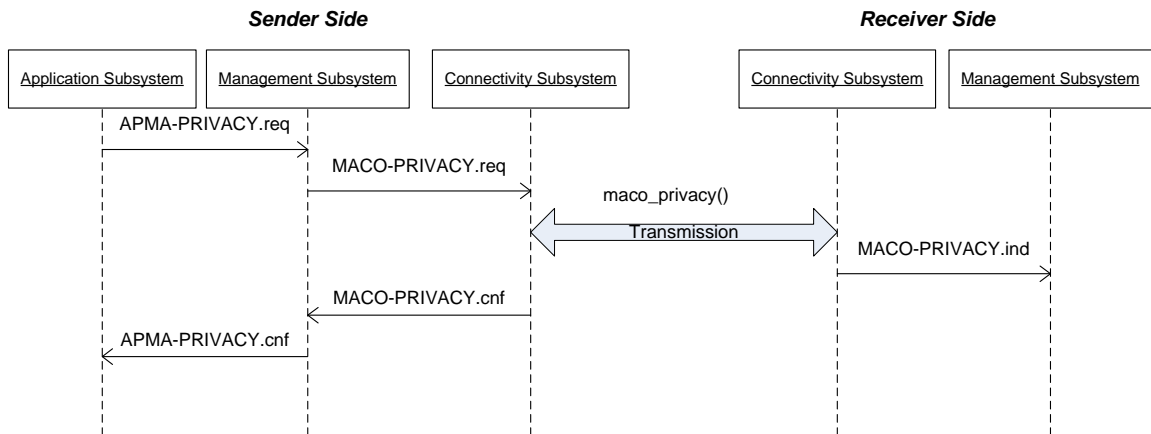 Sender Side
Receiver Side
Application Subsystem
Management Subsystem
Connectivity Subsystem
Connectivity Subsystem
Management Subsystem
APMA-PRIVACY.req
MACO-PRIVACY.req
maco_privacy()
Transmission
MACO-PRIVACY.ind
MACO-PRIVACY.cnf
APMA-PRIVACY.cnf